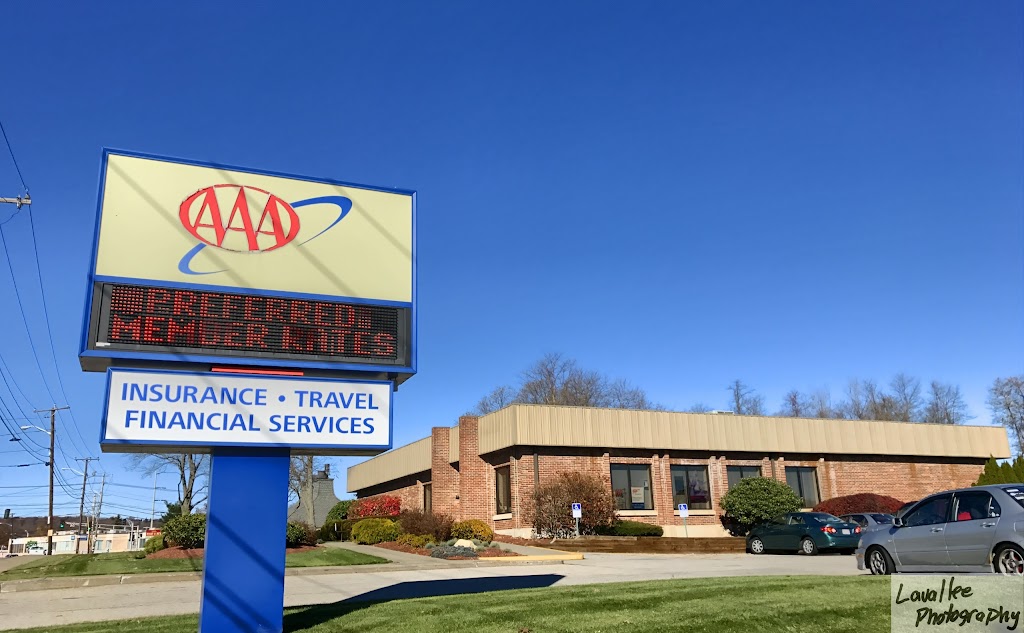 AAA
PREFERRED
MEMBER RATES
INSURANCE • TRAVEL
FINANCIAL SERVICES
Lavallee
Photography